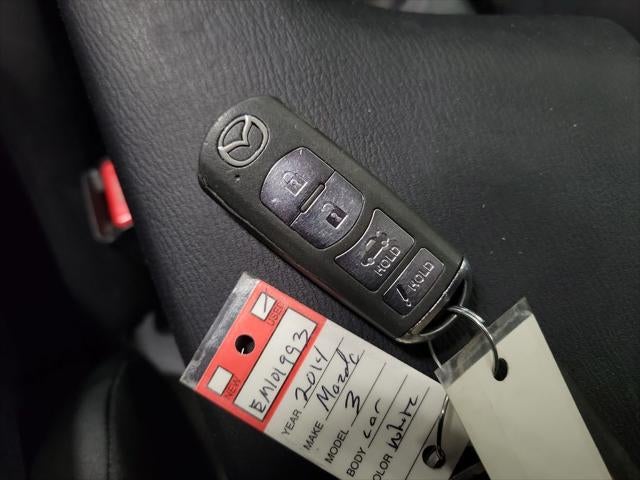 HOLD
HOLD
NEW USED
EM101993
YEAR 2014
MAKE Mazda
MODEL 3
BODY car
COLOR White